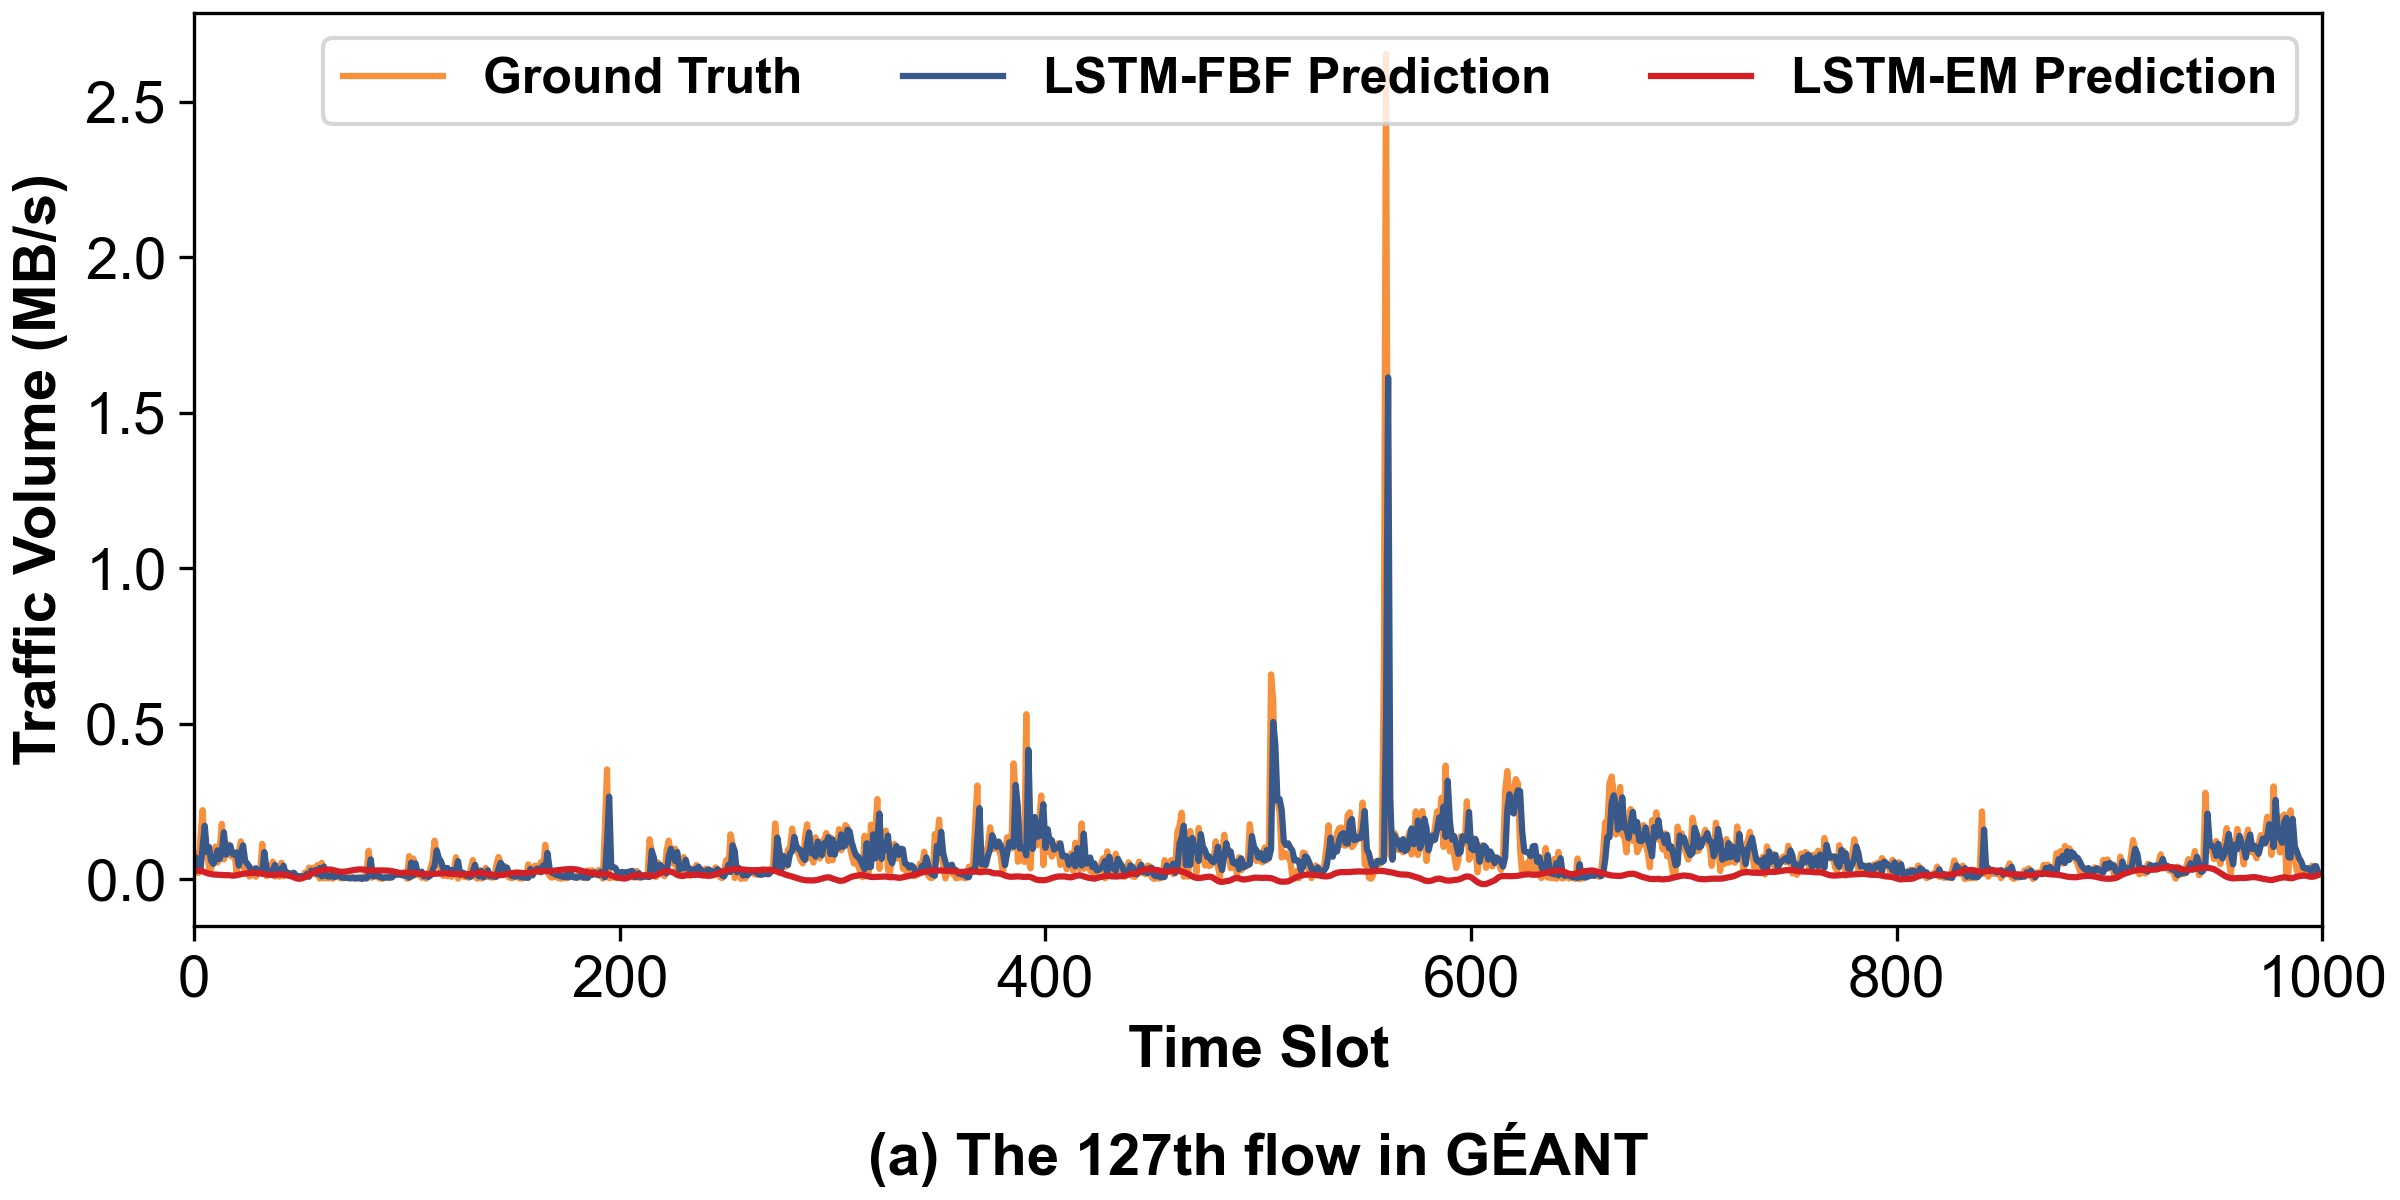 Ground Truth LSTM-FBF Prediction LSTM-EM Prediction
Traffic Volume (MB/s)
2.5
2.0
1.5
1.0
0.5
0.0
0 200 400 600 800 1000
Time Slot
(a) The 127th flow in GÉANT